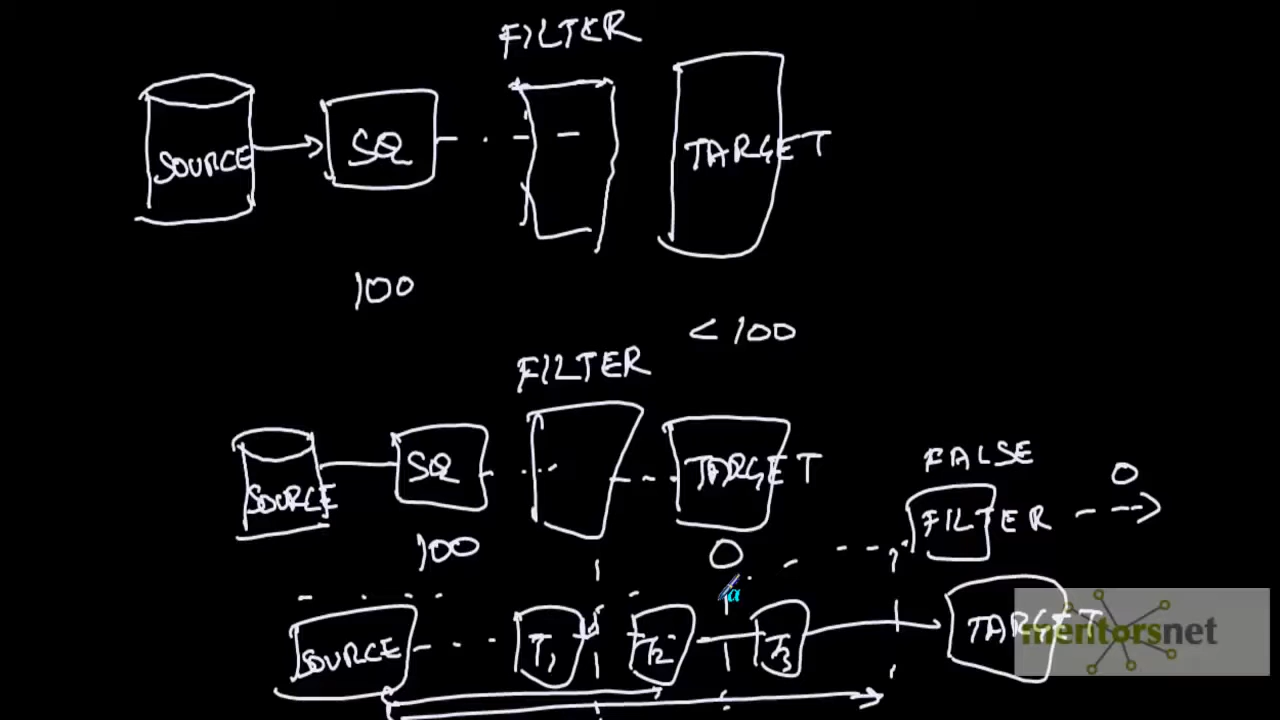 FILTER
SOURCE
SQ
TARGET
100
< 100
FILTER
SOURCE
SQ
TARGET
FALSE
0
FILTER
100
0
SOURCE
T1
T2
T3
TARGET
mentorsnet